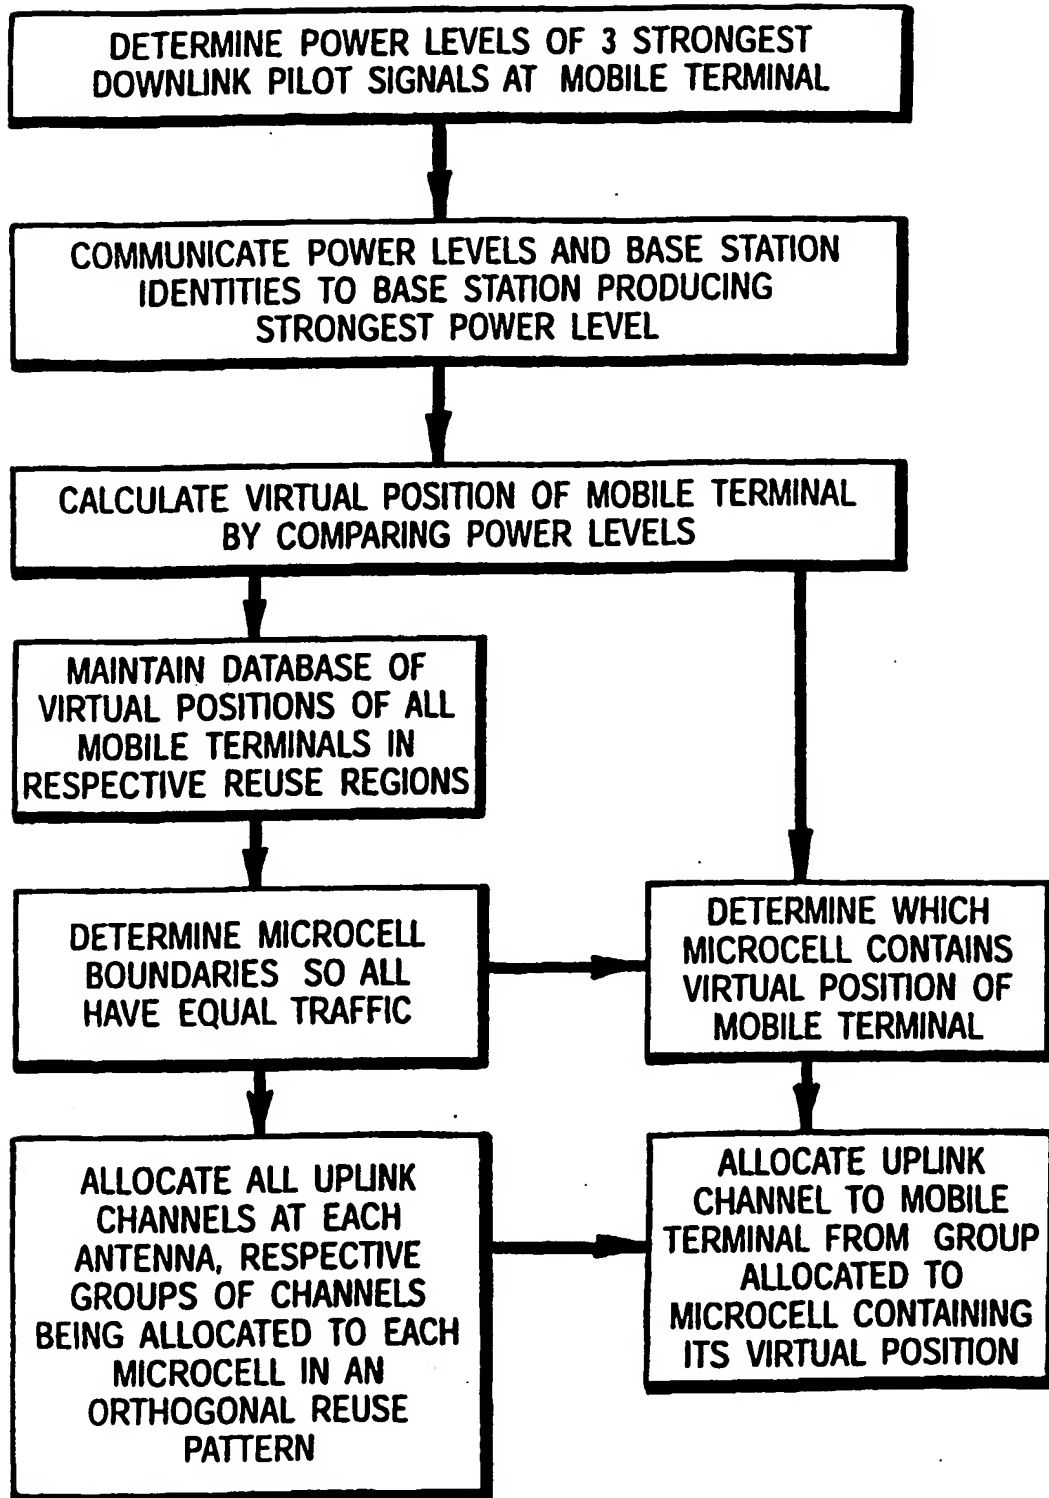 DETERMINE POWER LEVELS OF 3 STRONGEST
DOWNLINK PILOT SIGNALS AT MOBILE TERMINAL
COMMUNICATE POWER LEVELS AND BASE STATION
IDENTITIES TO BASE STATION PRODUCING
STRONGEST POWER LEVEL
CALCULATE VIRTUAL POSITION OF MOBILE TERMINAL
BY COMPARING POWER LEVELS
MAINTAIN DATABASE OF
VIRTUAL POSITIONS OF ALL
MOBILE TERMINALS IN
RESPECTIVE REUSE REGIONS
DETERMINE MICROCELL
BOUNDARIES SO ALL
HAVE EQUAL TRAFFIC
DETERMINE WHICH
MICROCELL CONTAINS
VIRTUAL POSITION OF
MOBILE TERMINAL
ALLOCATE ALL UPLINK
CHANNELS AT EACH
ANTENNA, RESPECTIVE
GROUPS OF CHANNELS
BEING ALLOCATED TO EACH
MICROCELL IN AN
ORTHOGONAL REUSE
PATTERN
ALLOCATE UPLINK
CHANNEL TO MOBILE
TERMINAL FROM GROUP
ALLOCATED TO
MICROCELL CONTAINING
ITS VIRTUAL POSITION